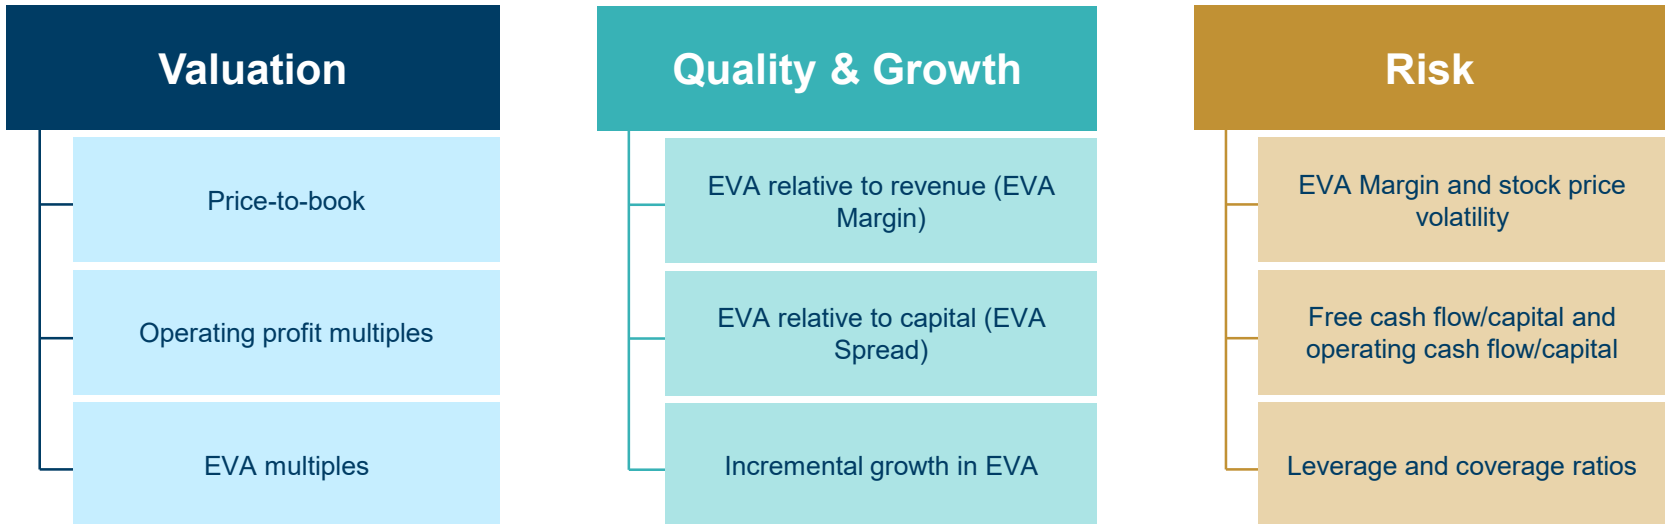 Valuation
Price-to-book
Operating profit multiples
EVA multiples
Quality & Growth
EVA relative to revenue (EVA
Margin)
EVA relative to capital (EVA
Spread)
Incremental growth in EVA
Risk
EVA Margin and stock price
volatility
Free cash flow/capital and
operating cash flow/capital
Leverage and coverage ratios